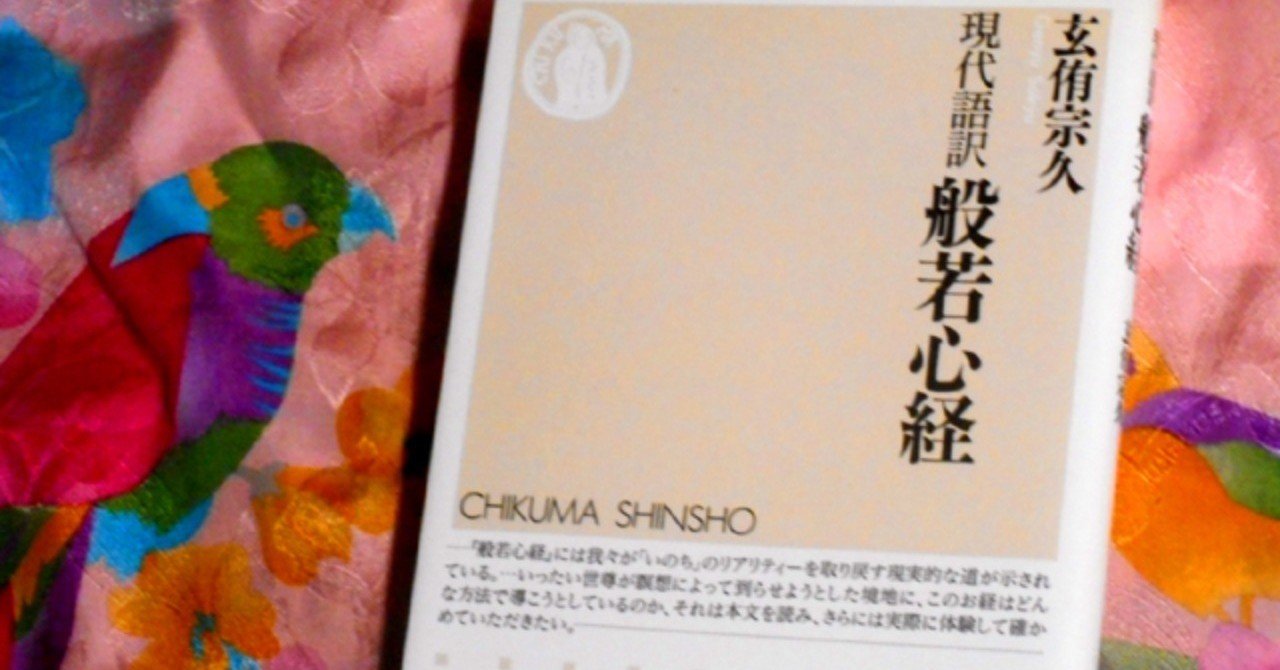 玄侑宗久
現代語訳 般若心経
CHIKUMA SHINSHO
―『般若心経』には我々が「いのち」のリアリティーを取り戻す現実的な道が示され
ている。…いったい世尊が瞑想によって到らせようとした境地に、このお経はどん
な方法で導こうとしているのか、それは本文を読み、さらには実際に体験して確か
めていただきたい。―